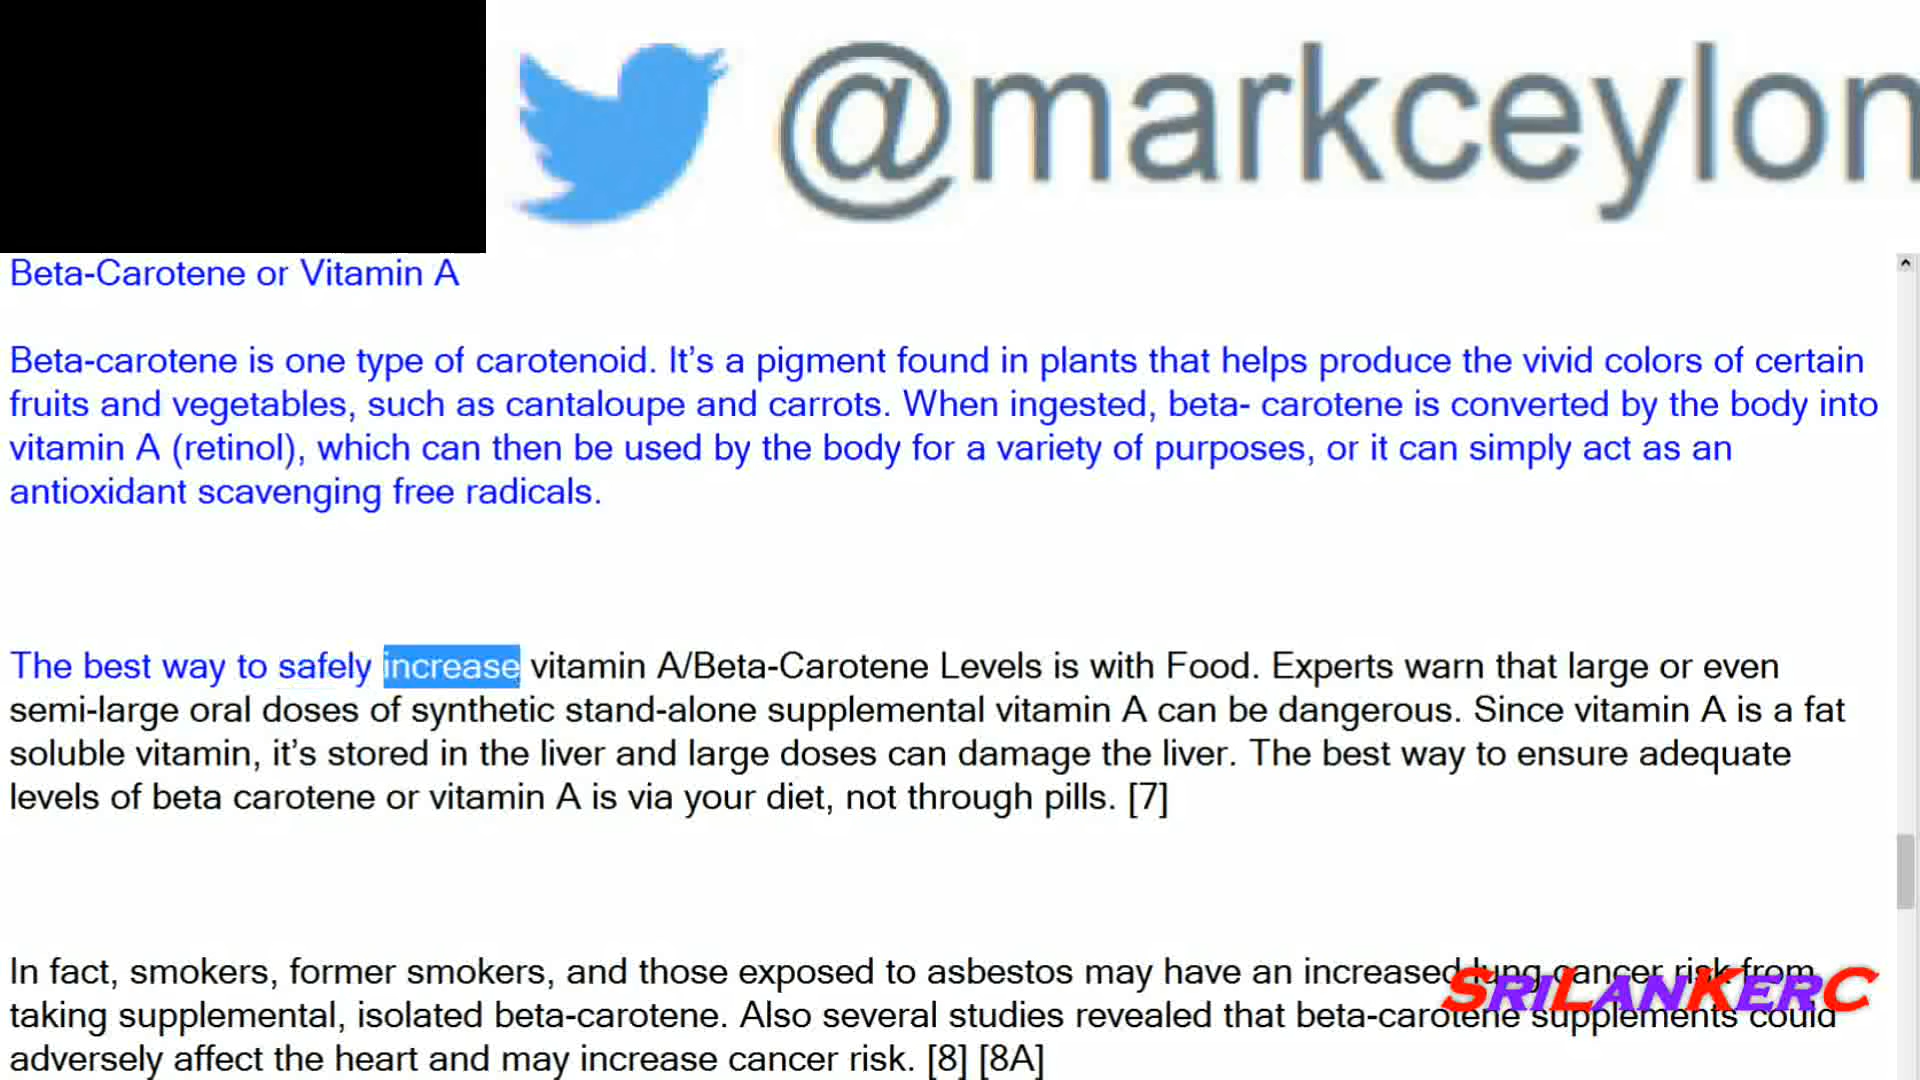 @markceylon
Beta-Carotene or Vitamin A
Beta-carotene is one type of carotenoid. It’s a pigment found in plants that helps produce the vivid colors of certain
fruits and vegetables, such as cantaloupe and carrots. When ingested, beta- carotene is converted by the body into
vitamin A (retinol), which can then be used by the body for a variety of purposes, or it can simply act as an
antioxidant scavenging free radicals.
The best way to safely increase vitamin A/Beta-Carotene Levels is with Food. Experts warn that large or even
semi-large oral doses of synthetic stand-alone supplemental vitamin A can be dangerous. Since vitamin A is a fat
soluble vitamin, it’s stored in the liver and large doses can damage the liver. The best way to ensure adequate
levels of beta carotene or vitamin A is via your diet, not through pills. [7]
In fact, smokers, former smokers, and those exposed to asbestos may have an increased lung cancer risk from
taking supplemental, isolated beta-carotene. Also several studies revealed that beta-carotene supplements could
adversely affect the heart and may increase cancer risk. [8] [8A]
SRILANKERC